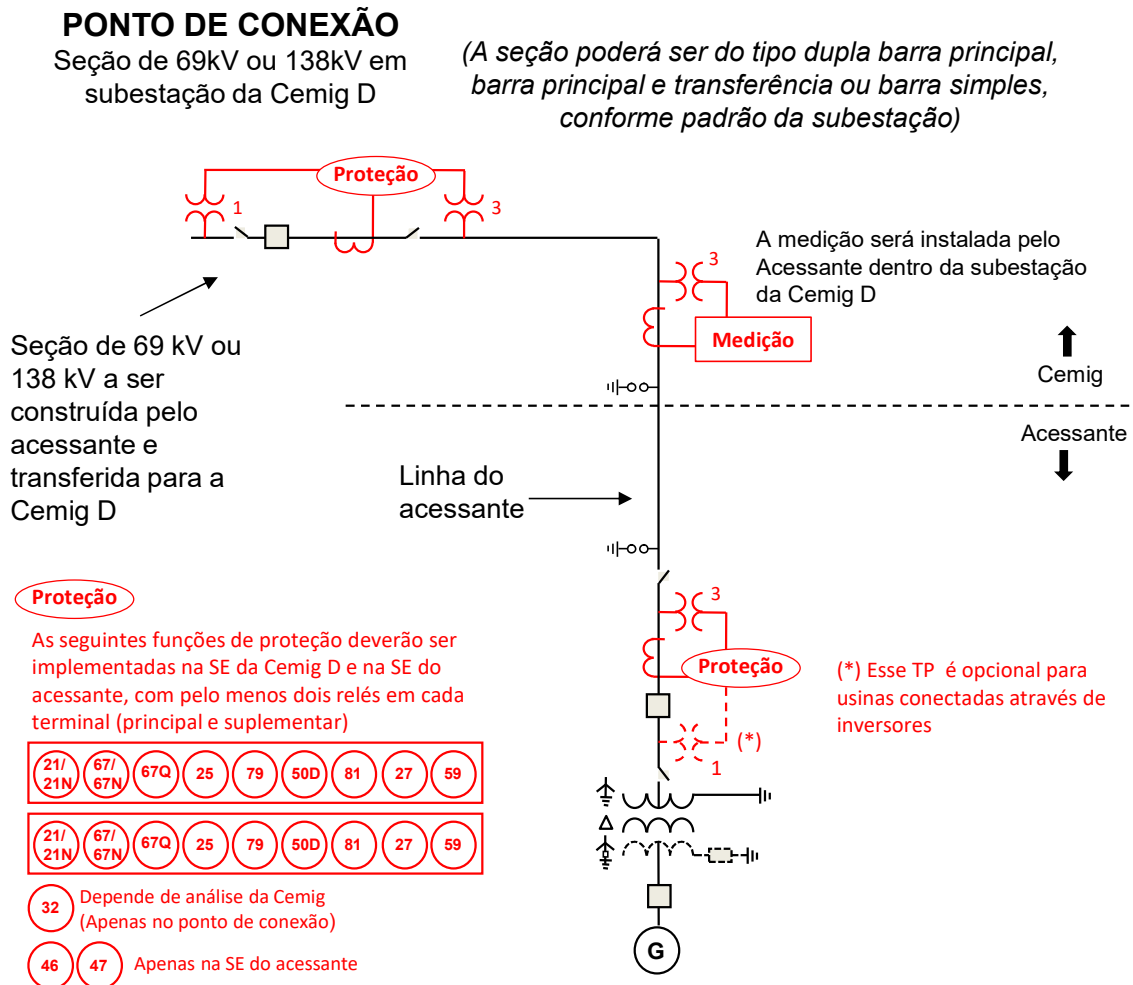 PONTO DE CONEXÃO
Seção de 69kV ou 138kV em
subestação da Cemig D
(A seção poderá ser do tipo dupla barra principal,
barra principal e transferência ou barra simples,
conforme padrão da subestação)
Proteção
1
3
3
A medição será instalada pelo
Acessante dentro da subestação
da Cemig D
Medição
Cemig
Acessante
Seção de 69 kV ou
138 kV a ser
construída pelo
acessante e
transferida para a
Cemig D
Linha do
acessante
3
Proteção
(*)
1
(*) Esse TP é opcional para
usinas conectadas através de
inversores
G
Proteção
As seguintes funções de proteção deverão ser
implementadas na SE da Cemig D e na SE do
acessante, com pelo menos dois relés em cada
terminal (principal e suplementar)
21/
21N
67/
67N
67Q
25
79
50D
81
27
59
21/
21N
67/
67N
67Q
25
79
50D
81
27
59
32
Depende de análise da Cemig
(Apenas no ponto de conexão)
46
47
Apenas na SE do acessante